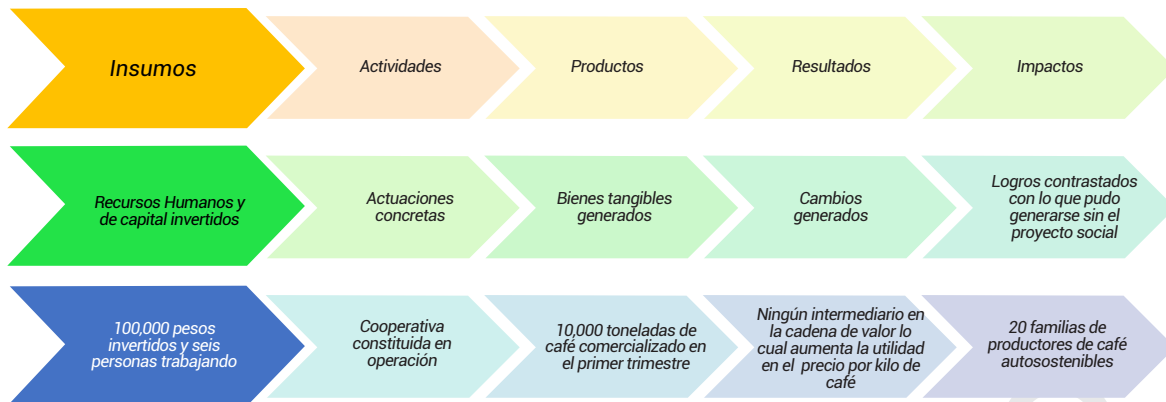 Insumos
Actividades
Productos
Resultados
Impactos
Recursos Humanos y
de capital invertidos
Actuaciones
concretas
Bienes tangibles
generados
Cambios
generados
Logros contrastados
con lo que pudo
generarse sin el
proyecto social
100,000 pesos
invertidos y seis
personas trabajando
Cooperativa
constituida en
operación
10,000 toneladas de
café comercializado en
el primer trimestre
Ningún intermediario en
la cadena de valor lo
cual aumenta la utilidad
en el precio por kilo de
café
20 familias de
productores de café
autosostenibles